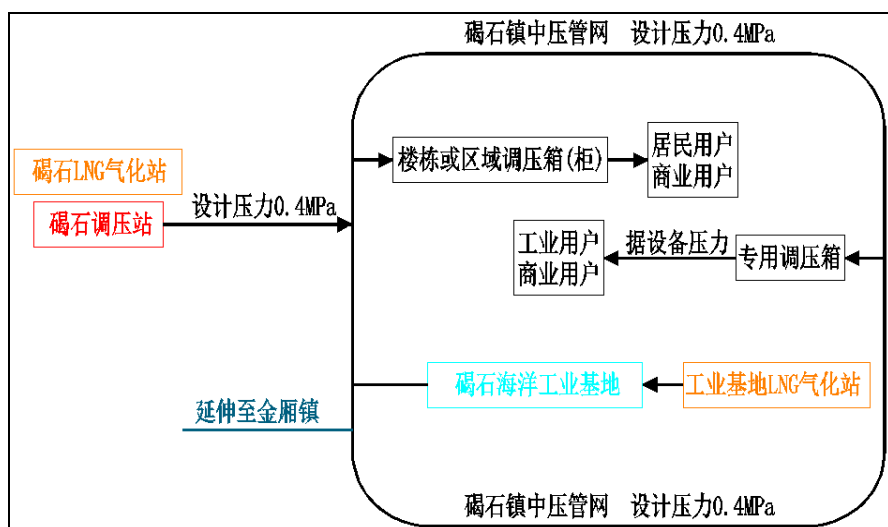 碣石镇中压管网 设计压力0.4MPa
楼栋或区域调压箱(柜)
居民用户
商业用户
碣石LNG气化站
碣石调压站
设计压力0.4MPa
工业用户
商业用户
据设备压力
专用调压箱
碣石海洋工业基地
工业基地LNG气化站
延伸至金厢镇
碣石镇中压管网 设计压力0.4MPa